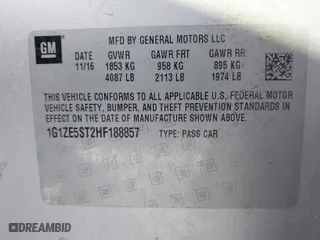 GM
MFD BY GENERAL MOTORS LLC
DATE GVWR GAWR FRT GAWR RR
11/16 1853 KG 958 KG 895 KG
4087 LB 2113 LB 1974 LB
THIS VEHICLE CONFORMS TO ALL APPLICABLE U.S. FEDERAL MOTOR
VEHICLE SAFETY, BUMPER, AND THEFT PREVENTION STANDARDS IN
EFFECT ON THE DATE OF MANUFACTURE SHOWN ABOVE.
1G1ZE5ST2HF188857 TYPE: PASS CAR